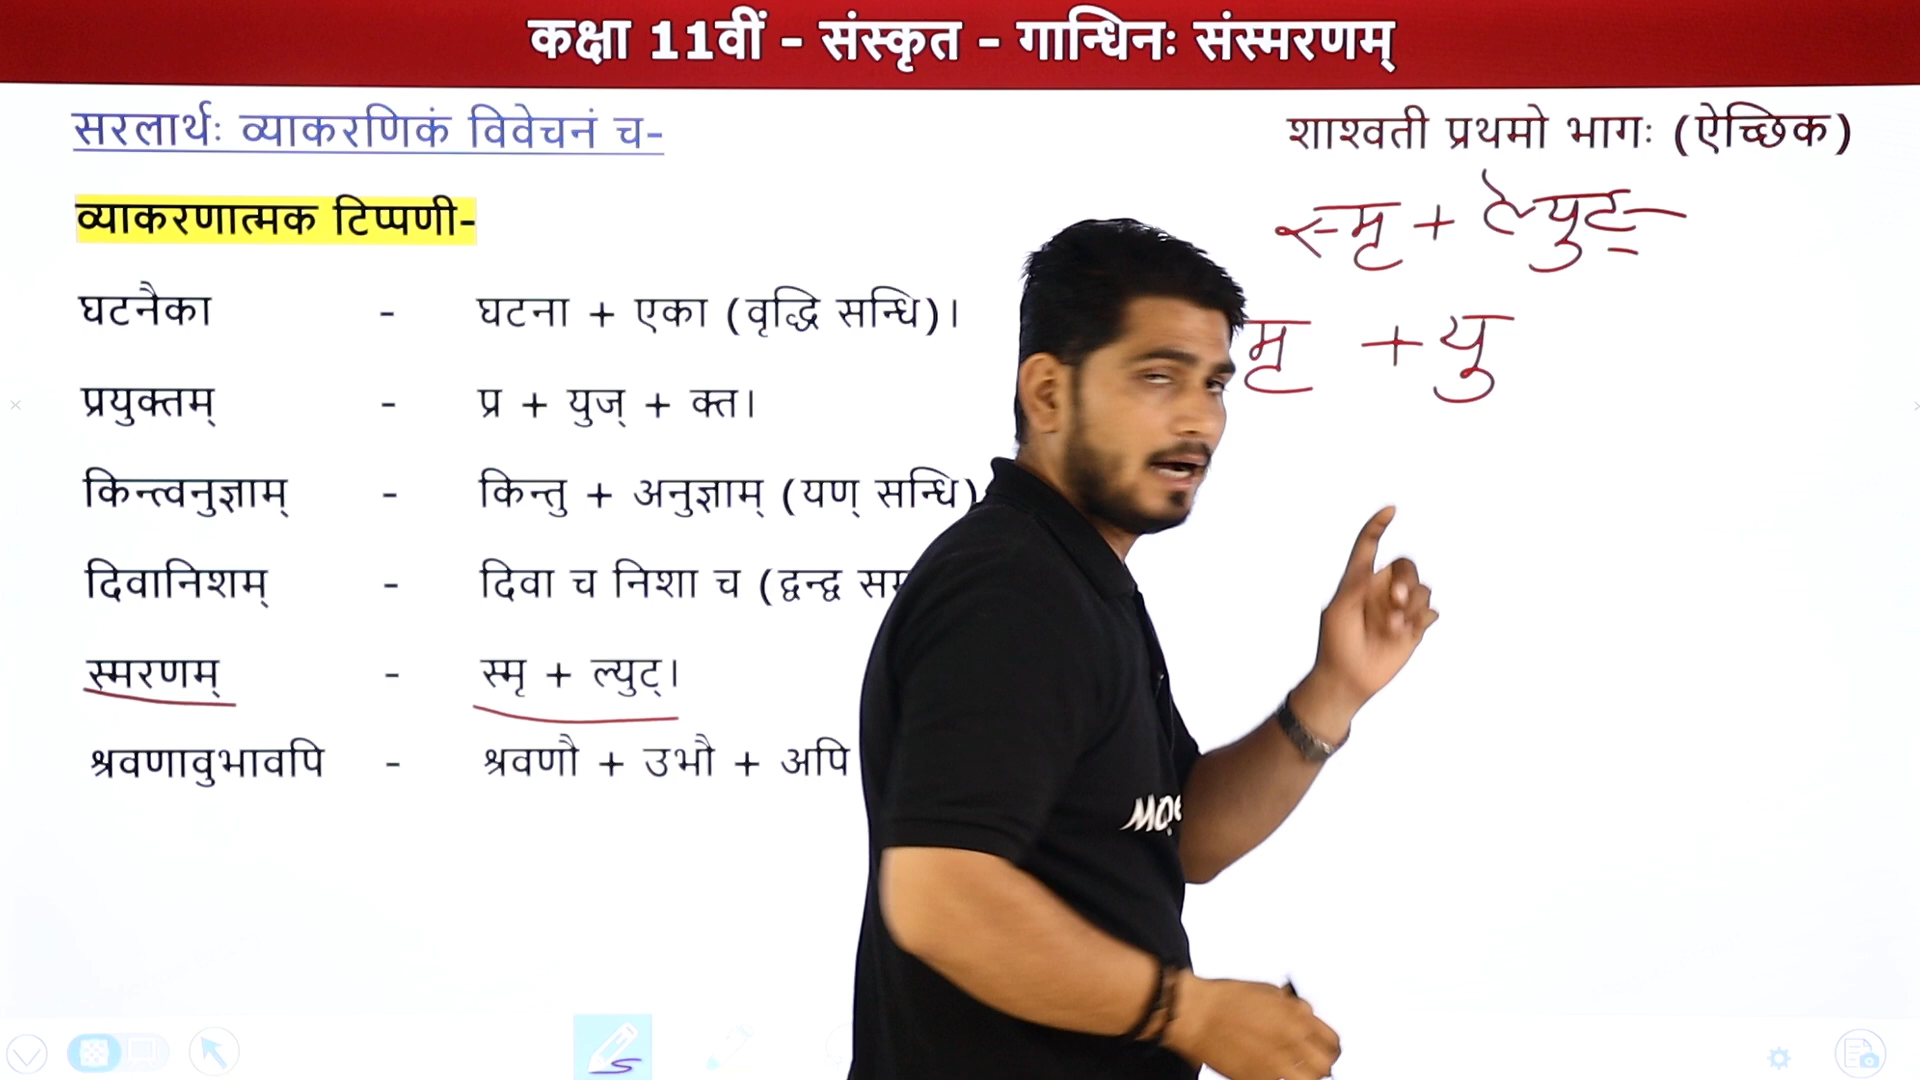 कक्षा 11वीं - संस्कृत - गान्धिनः संस्मरणम्
सरलार्थः व्याकरणिकं विवेचनं च-
शाश्वती प्रथमो भागः (ऐच्छिक)
व्याकरणात्मक टिप्पणी-
स्मृ + ल्युट्
घटनैका - घटना + एका (वृद्धि सन्धि)।
मृ + यु
प्रयुक्तम् - प्र + युज् + क्त।
किन्त्वनुज्ञाम् - किन्तु + अनुज्ञाम् (यण् सन्धि)
दिवानिशम् - दिवा च निशा च (द्वन्द्व
स्मरणम् - स्मृ + ल्युट्।
श्रवणावुभावपि - श्रवणौ + उभौ + अपि